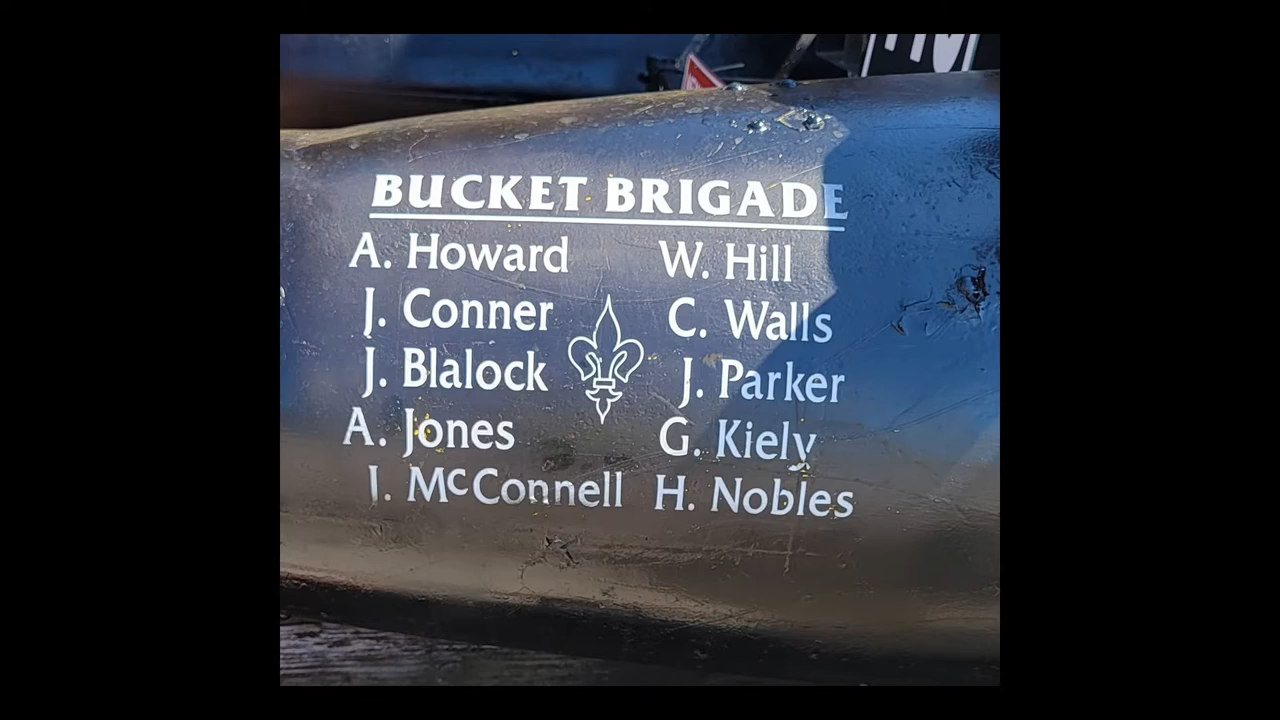 BUCKET BRIGADE
A. Howard W. Hill
J. Conner C. Walls
J. Blalock J. Parker
A. Jones G. Kiely
J. McConnell H. Nobles